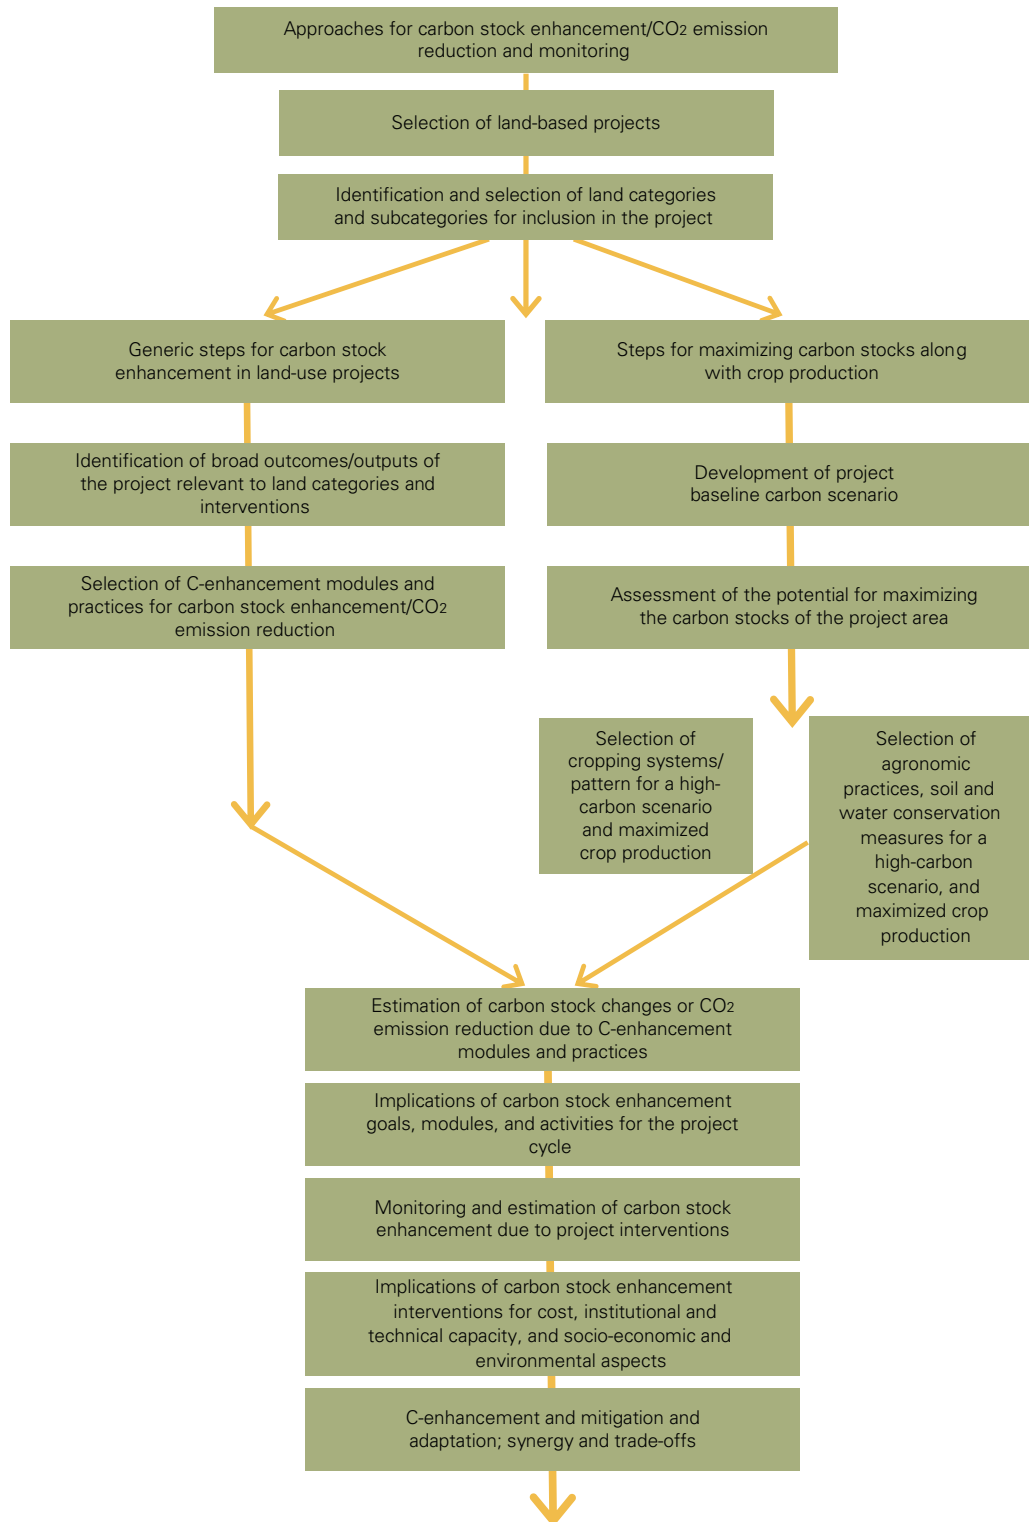 Approaches for carbon stock enhancement/CO2 emission
reduction and monitoring
Selection of land-based projects
Identification and selection of land categories
and subcategories for inclusion in the project
Generic steps for carbon stock
enhancement in land-use projects
Steps for maximizing carbon stocks along
with crop production
Identification of broad outcomes/outputs of
the project relevant to land categories and
interventions
Development of project
baseline carbon scenario
Selection of C-enhancement modules and
practices for carbon stock enhancement/CO2
emission reduction
Assessment of the potential for maximizing
the carbon stocks of the project area
Selection of
cropping systems/
pattern for a high-
carbon scenario
and maximized
crop production
Selection of
agronomic
practices, soil and
water conservation
measures for a
high-carbon
scenario, and
maximized crop
production
Estimation of carbon stock changes or CO2
emission reduction due to C-enhancement
modules and practices
Implications of carbon stock enhancement
goals, modules, and activities for the project
cycle
Monitoring and estimation of carbon stock
enhancement due to project interventions
Implications of carbon stock enhancement
interventions for cost, institutional and
technical capacity, and socio-economic and
environmental aspects
C-enhancement and mitigation and
adaptation; synergy and trade-offs